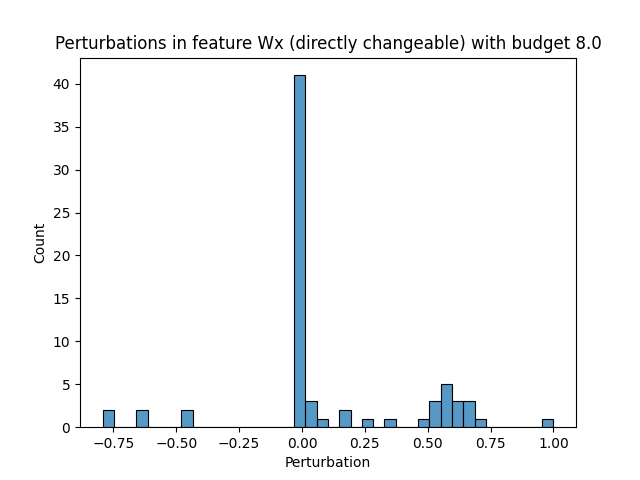 Perturbations in feature Wx (directly changeable) with budget 8.0
Count
40
35
30
25
20
15
10
5
0
−0.75 −0.50 −0.25 0.00 0.25 0.50 0.75 1.00
Perturbation